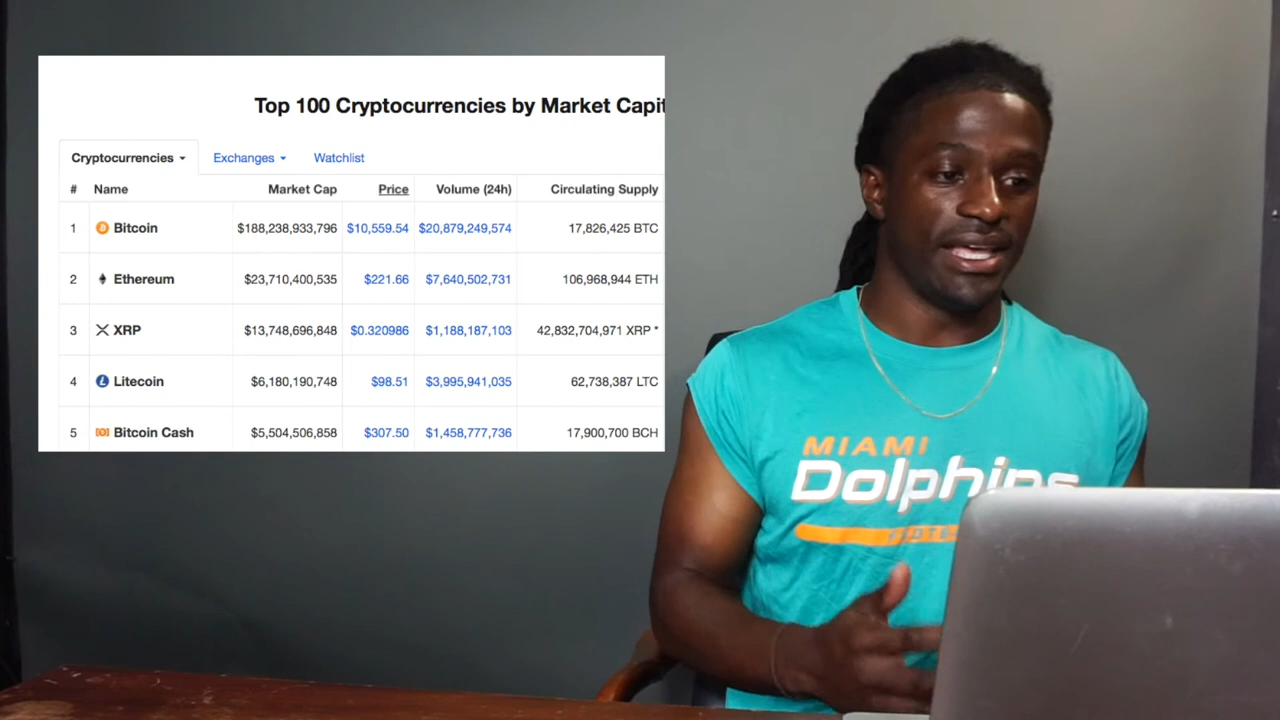 Top 100 Cryptocurrencies by Market Capit
Cryptocurrencies Exchanges Watchlist
# Name Market Cap Price Volume (24h) Circulating Supply
1 Bitcoin $188,238,933,796 $10,559.54 $20,879,249,574 17,826,425 BTC
2 Ethereum $23,710,400,535 $221.66 $7,640,502,731 106,968,944 ETH
3 XRP $13,748,696,848 $0.320986 $1,188,187,103 42,832,704,971 XRP *
4 Litecoin $6,180,190,748 $98.51 $3,995,941,035 62,738,387 LTC
5 Bitcoin Cash $5,504,506,858 $307.50 $1,458,777,736 17,900,700 BCH
MIAMI
Dolphins